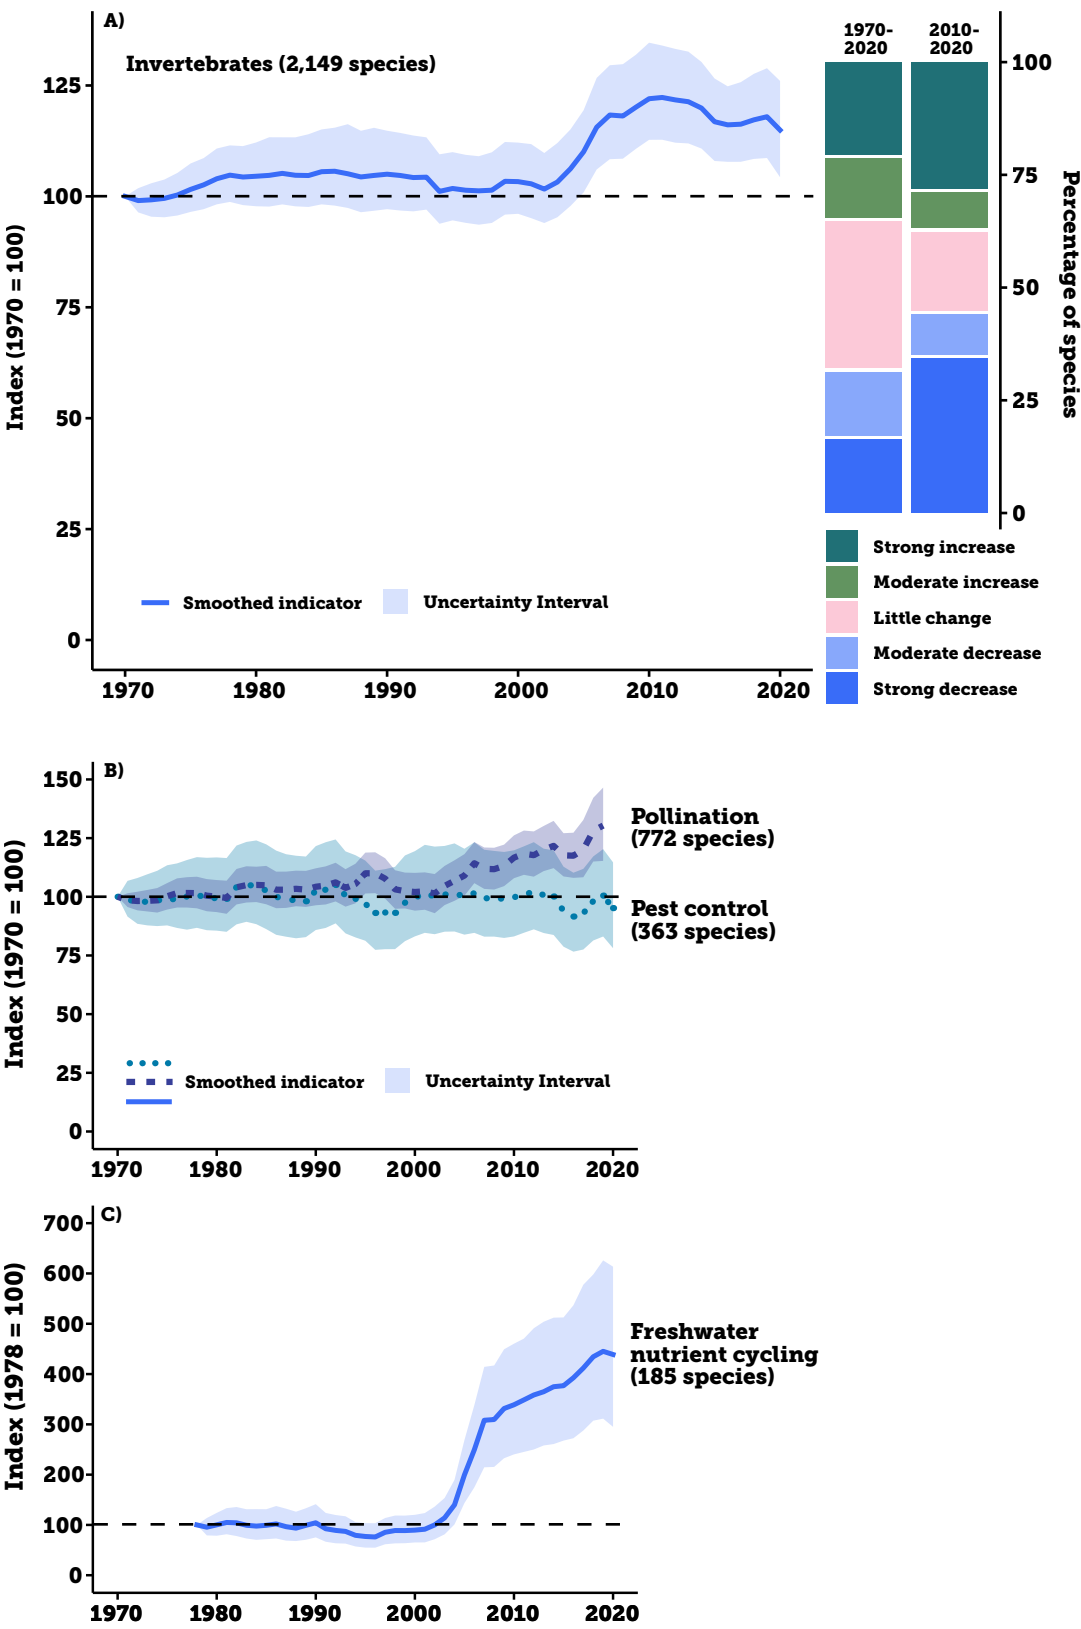 A)
Invertebrates (2,149 species)
Index (1970 = 100)
125
100
75
50
25
0
Smoothed indicator
Uncertainty Interval
1970
1980
1990
2000
2010
2020
1970-
2020
2010-
2020
100
75
50
25
0
Percentage of species
Strong increase
Moderate increase
Little change
Moderate decrease
Strong decrease
B)
Index (1970 = 100)
150
125
100
75
50
25
0
Pollination
(772 species)
Pest control
(363 species)
Smoothed indicator
Uncertainty Interval
1970
1980
1990
2000
2010
2020
C)
Index (1978 = 100)
700
600
500
400
300
200
100
0
Freshwater
nutrient cycling
(185 species)
1970
1980
1990
2000
2010
2020